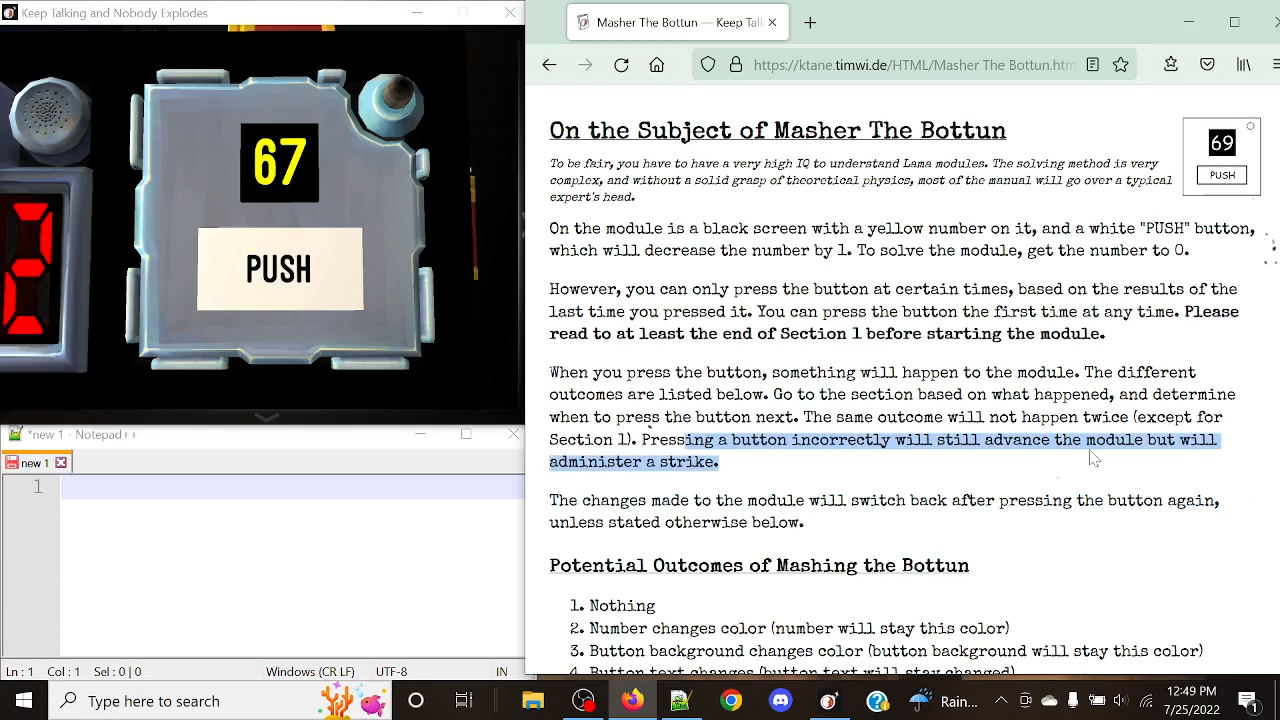 Keep Talking and Nobody Explodes
67
PUSH
*new 1 - Notepad++
new 1
1
Ln : 1 Col : 1 Sel : 0 | 0 Windows (CR LF) UTF-8 IN
Masher The Bottun — Keep Talk
https://ktane.timwi.de/HTML/Masher The Bottun.htm
On the Subject of Masher The Bottun
To be fair, you have to have a very high IQ to understand Lama modules. The solving method is very
complex, and without a solid grasp of theoretical physics, most of the manual will go over a typical
expert's head.
69
PUSH
On the module is a black screen with a yellow number on it, and a white "PUSH" button,
which will decrease the number by 1. To solve the module, get the number to 0.
However, you can only press the button at certain times, based on the results of the
last time you pressed it. You can press the button the first time at any time. Please
read to at least the end of Section 1 before starting the module.
When you press the button, something will happen to the module. The different
outcomes are listed below. Go to the section based on what happened, and determine
when to press the button next. The same outcome will not happen twice (except for
Section 1). Pressing a button incorrectly will still advance the module but will
administer a strike.
The changes made to the module will switch back after pressing the button again,
unless stated otherwise below.
Potential Outcomes of Mashing the Bottun
1. Nothing
2. Number changes color (number will stay this color)
3. Button background changes color (button background will stay this color)
4. Button text changes (button text will stay changed)
Type here to search
Rain...
12:49 PM
7/25/2022